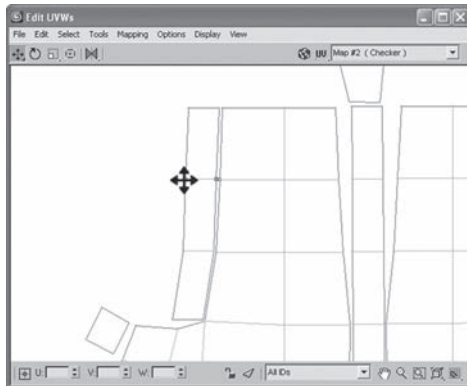 Edit UVWs
File Edit Select Tools Mapping Options Display View
UV Map #2 ( Checker )
U: V: W: All IDs